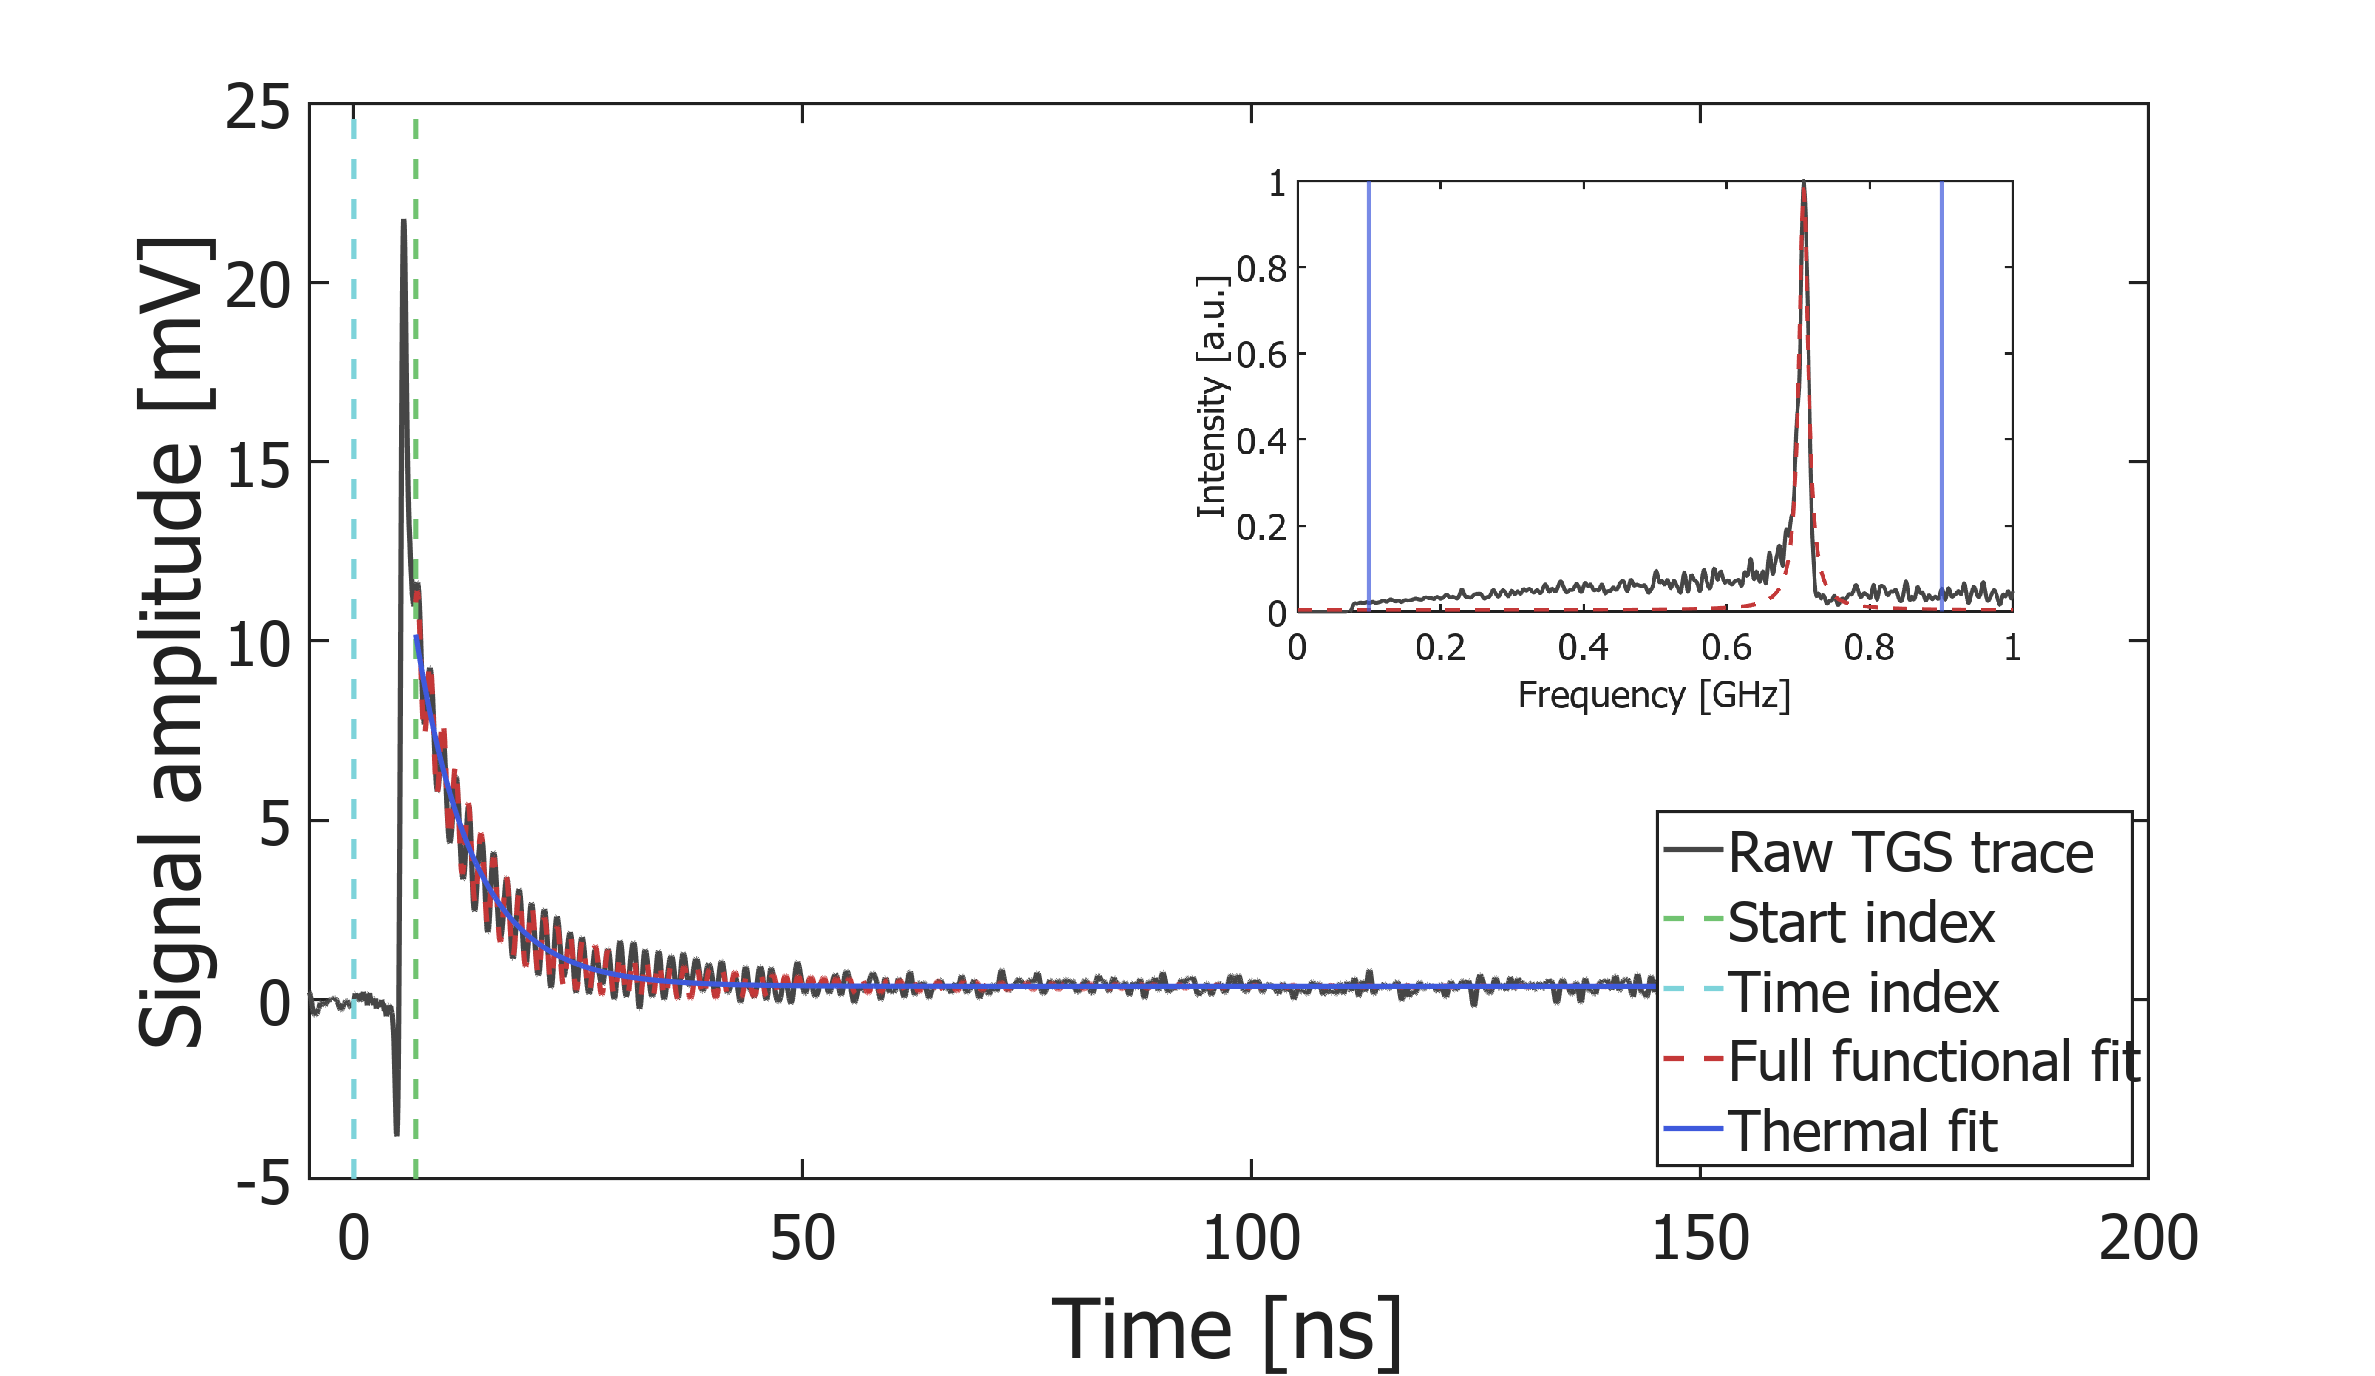 25
20
15
10
5
0
-5
Signal amplitude [mV]
0
50
100
150
200
Time [ns]
1
0.8
0.6
0.4
0.2
0
Intensity [a.u.]
0
0.2
0.4
0.6
0.8
1
Frequency [GHz]
Raw TGS trace
Start index
Time index
Full functional fit
Thermal fit